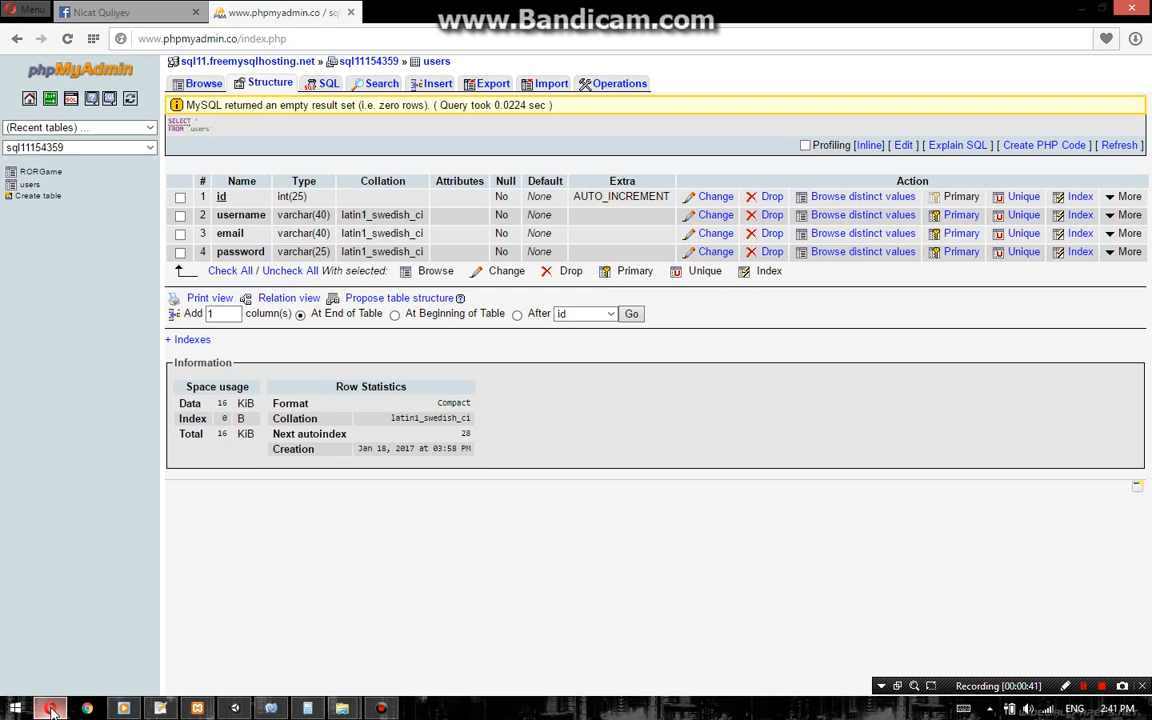 Menu
Nicat Quliyev
www.phpmyadmin.co / sql
www.Bandicam.com
www.phpmyadmin.co/index.php
phpMyAdmin
(Recent tables) ...
sql11154359
RORGame
users
Create table
sql11.freemysqlhosting.net » sql11154359 » users
Browse Structure SQL Search Insert Export Import Operations
MySQL returned an empty result set (i.e. zero rows). ( Query took 0.0224 sec )
SELECT *
FROM `users`
Profiling [Inline] [ Edit ] [ Explain SQL ] [ Create PHP Code ] [ Refresh ]
# Name Type Collation Attributes Null Default Extra Action
1 id int(25) No None AUTO_INCREMENT Change Drop Browse distinct values Primary Unique Index More
2 username varchar(40) latin1_swedish_ci No None Change Drop Browse distinct values Primary Unique Index More
3 email varchar(40) latin1_swedish_ci No None Change Drop Browse distinct values Primary Unique Index More
4 password varchar(25) latin1_swedish_ci No None Change Drop Browse distinct values Primary Unique Index More
Check All / Uncheck All With selected: Browse Change Drop Primary Unique Index
Print view Relation view Propose table structure
Add 1 column(s) At End of Table At Beginning of Table After id Go
+ Indexes
Information
Space usage
Data 16 KiB
Index 0 B
Total 16 KiB
Row Statistics
Format Compact
Collation latin1_swedish_ci
Next autoindex 28
Creation Jan 18, 2017 at 03:58 PM
Recording [00:00:41]
ENG 2:41 PM